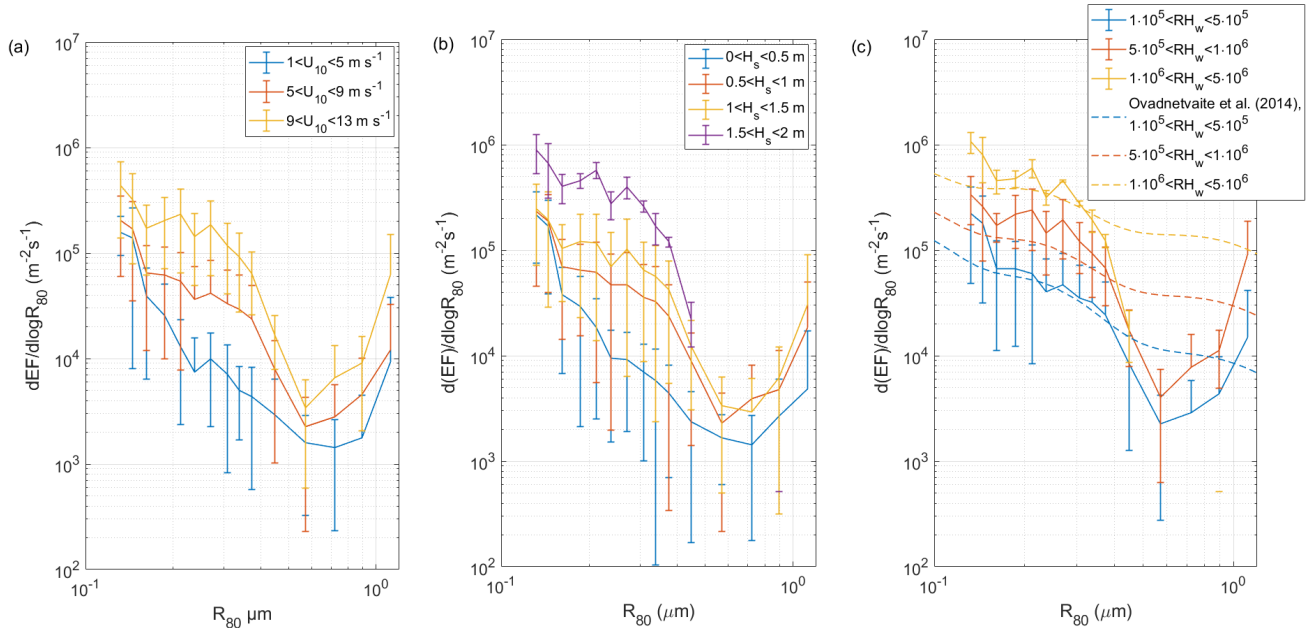 (a)
10^7
10^6
10^5
10^4
10^3
10^2
dEF/dlogR_80 (m^-2 s^-1)
1<U_10<5 m s^-1
5<U_10<9 m s^-1
9<U_10<13 m s^-1
10^-1
10^0
R_80 μm
(b)
10^7
10^6
10^5
10^4
10^3
10^2
d(EF)/dlogR_80 (m^-2 s^-1)
0<H_s<0.5 m
0.5<H_s<1 m
1<H_s<1.5 m
1.5<H_s<2 m
10^-1
10^0
R_80 (μm)
(c)
10^7
10^6
10^5
10^4
10^3
10^2
d(EF)/dlogR_80 (m^-2 s^-1)
1·10^5<RH_w<5·10^5
5·10^5<RH_w<1·10^6
1·10^6<RH_w<5·10^6
Ovadnetvaite et al. (2014),
1·10^5<RH_w<5·10^5
5·10^5<RH_w<1·10^6
1·10^6<RH_w<5·10^6
10^-1
10^0
R_80 (μm)